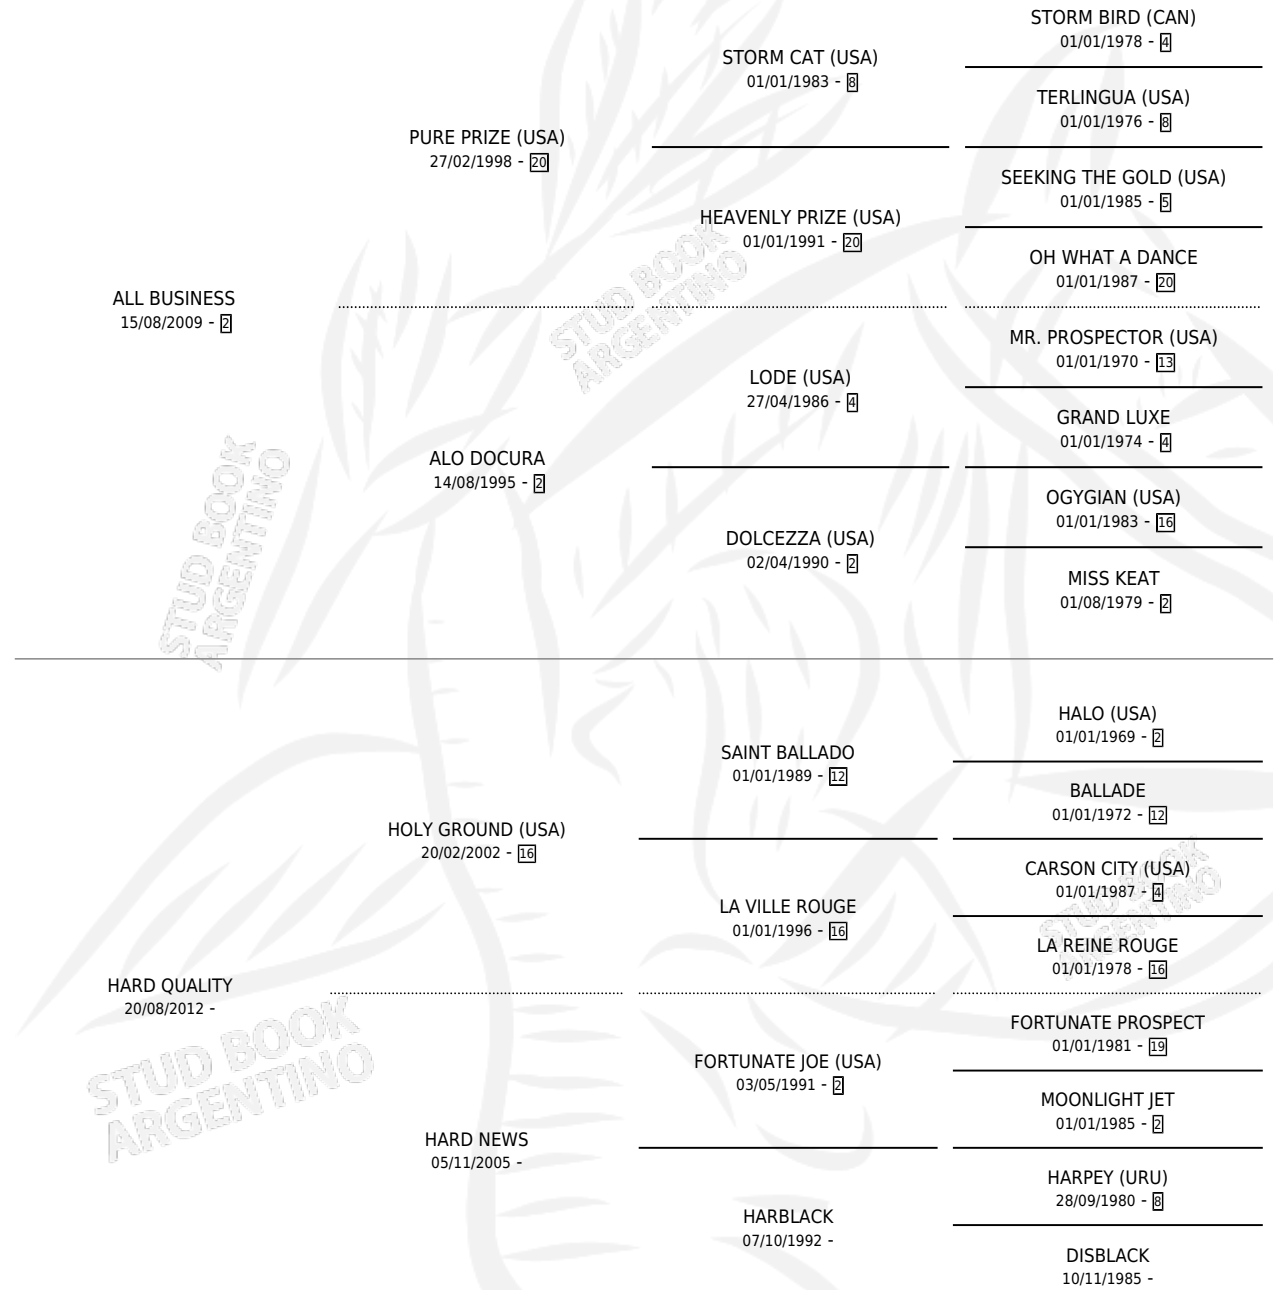 STORM BIRD (CAN)
01/01/1978 - 4
STORM CAT (USA)
01/01/1983 - 8
TERLINGUA (USA)
01/01/1976 - 8
PURE PRIZE (USA)
27/02/1998 - 20
SEEKING THE GOLD (USA)
01/01/1985 - 5
HEAVENLY PRIZE (USA)
01/01/1991 - 20
OH WHAT A DANCE
01/01/1987 - 20
ALL BUSINESS
15/08/2009 - 2
MR. PROSPECTOR (USA)
01/01/1970 - 13
LODE (USA)
27/04/1986 - 4
GRAND LUXE
01/01/1974 - 4
ALO DOCURA
14/08/1995 - 2
OGYGIAN (USA)
01/01/1983 - 16
DOLCEZZA (USA)
02/04/1990 - 2
MISS KEAT
01/08/1979 - 2
HALO (USA)
01/01/1969 - 2
SAINT BALLADO
01/01/1989 - 12
BALLADE
01/01/1972 - 12
HOLY GROUND (USA)
20/02/2002 - 16
CARSON CITY (USA)
01/01/1987 - 4
LA VILLE ROUGE
01/01/1996 - 16
LA REINE ROUGE
01/01/1978 - 16
HARD QUALITY
20/08/2012 -
FORTUNATE PROSPECT
01/01/1981 - 19
FORTUNATE JOE (USA)
03/05/1991 - 2
MOONLIGHT JET
01/01/1985 - 2
HARD NEWS
05/11/2005 -
HARPEY (URU)
28/09/1980 - 8
HARBLACK
07/10/1992 -
DISBLACK
10/11/1985 -
STUD BOOK
ARGENTINO
STUD BOOK
ARGENTINO
STUD BOOK
ARGENTINO
STUD BOOK
ARGENTINO